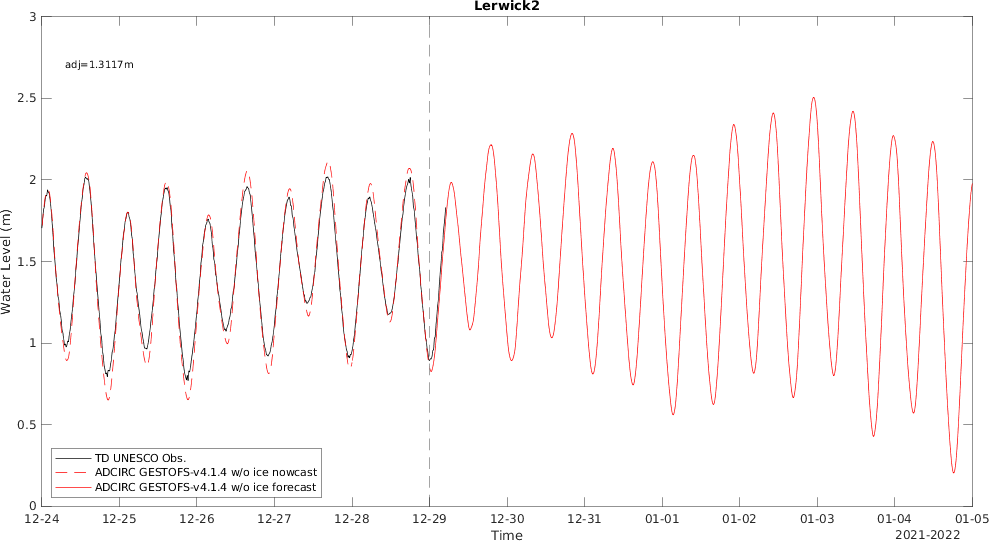 Lerwick2
3
2.5
2
1.5
1
0.5
0
Water Level (m)
adj=1.3117m
TD UNESCO Obs.
ADCIRC GESTOFS-v4.1.4 w/o ice nowcast
ADCIRC GESTOFS-v4.1.4 w/o ice forecast
12-24 12-25 12-26 12-27 12-28 12-29 12-30 12-31 01-01 01-02 01-03 01-04 01-05
Time
2021-2022